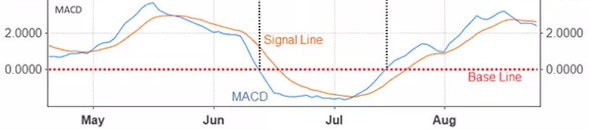 MACD
2.0000
2.0000
Signal Line
0.0000
0.0000
Base Line
MACD
May
Jun
Jul
Aug